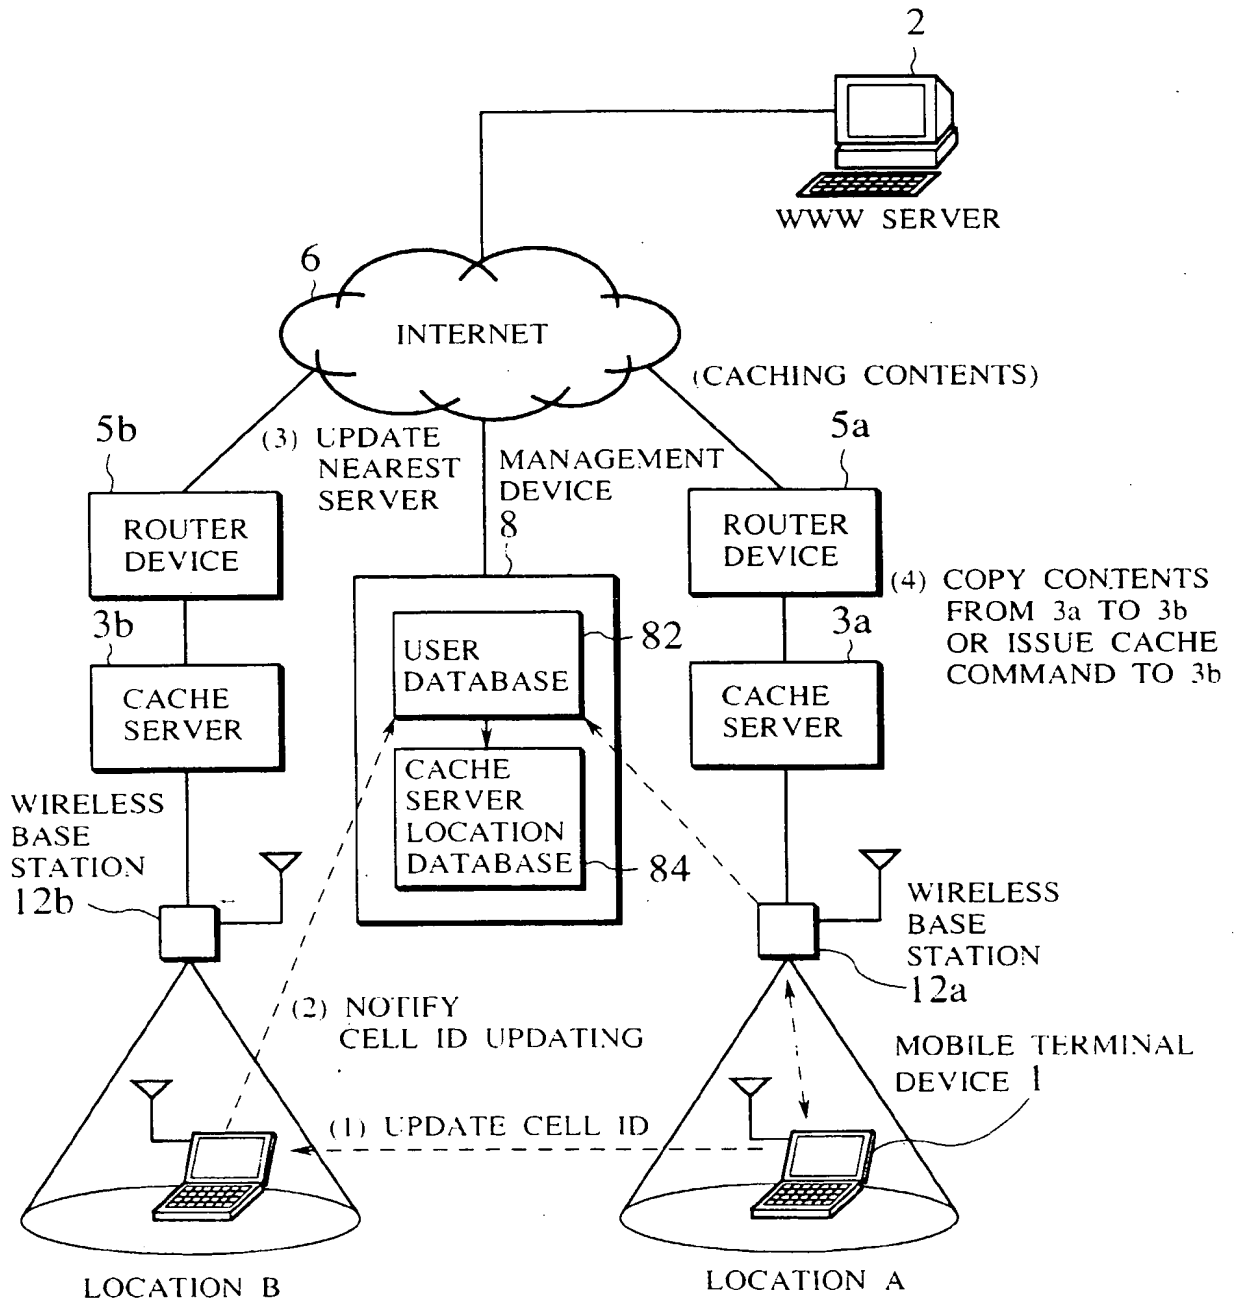 2
WWW SERVER
6
INTERNET
(CACHING CONTENTS)
5b
(3) UPDATE
NEAREST
SERVER
MANAGEMENT
DEVICE
8
5a
ROUTER
DEVICE
ROUTER
DEVICE
(4) COPY CONTENTS
FROM 3a TO 3b
OR ISSUE CACHE
COMMAND TO 3b
3b
82
3a
USER
DATABASE
CACHE
SERVER
CACHE
SERVER
CACHE
SERVER
LOCATION
DATABASE
84
WIRELESS
BASE
STATION
12b
WIRELESS
BASE
STATION
12a
(2) NOTIFY
CELL ID UPDATING
MOBILE TERMINAL
DEVICE 1
(1) UPDATE CELL ID
LOCATION B
LOCATION A